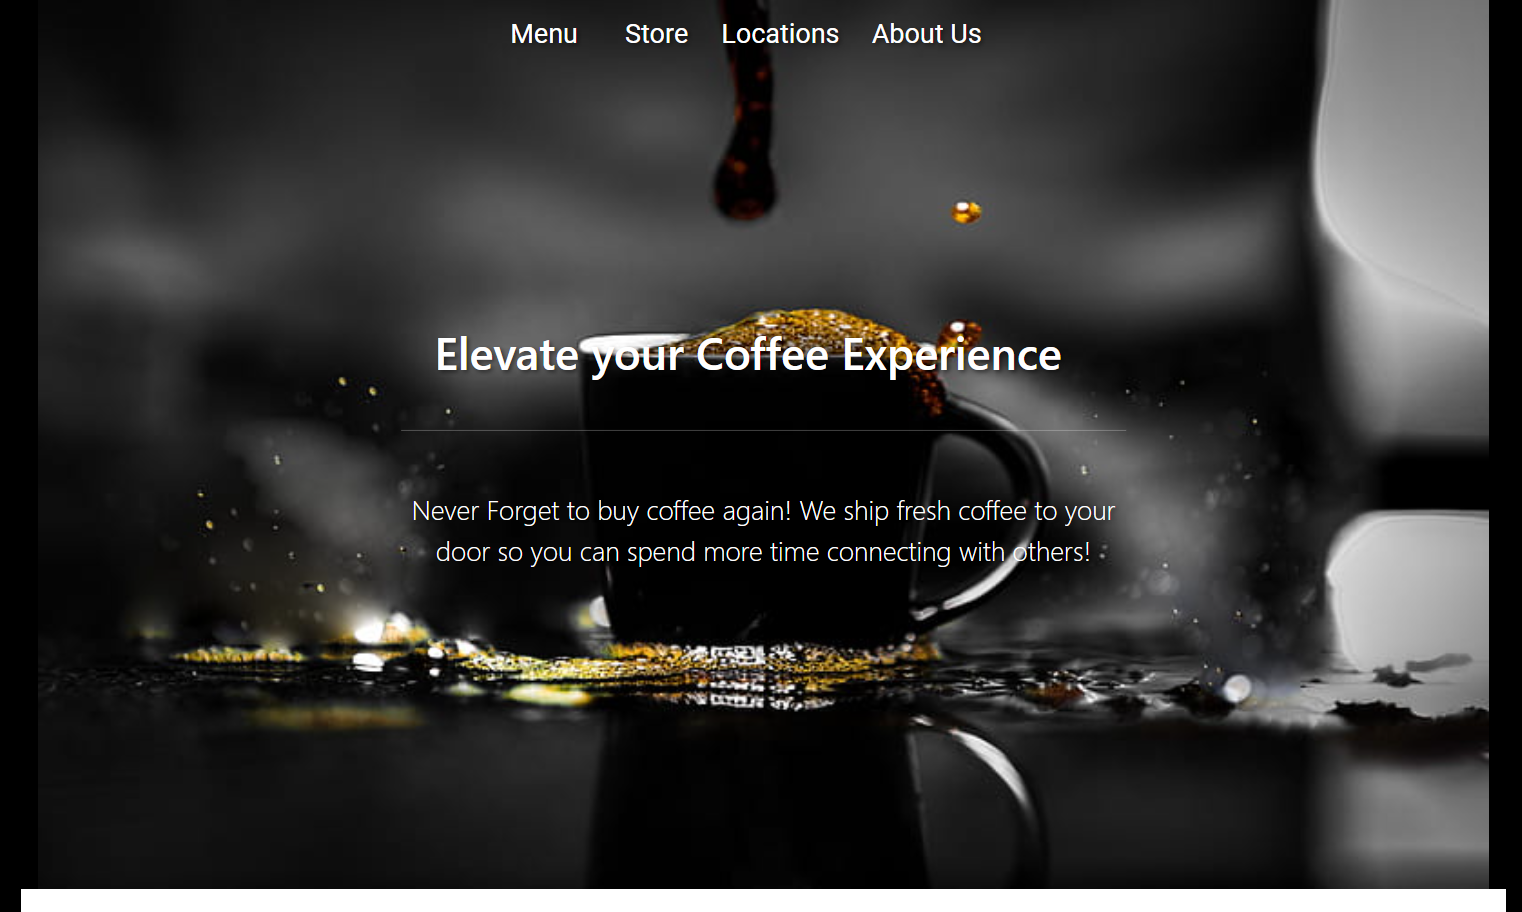 Menu Store Locations About Us
Elevate your Coffee Experience
Never Forget to buy coffee again! We ship fresh coffee to your
door so you can spend more time connecting with others!